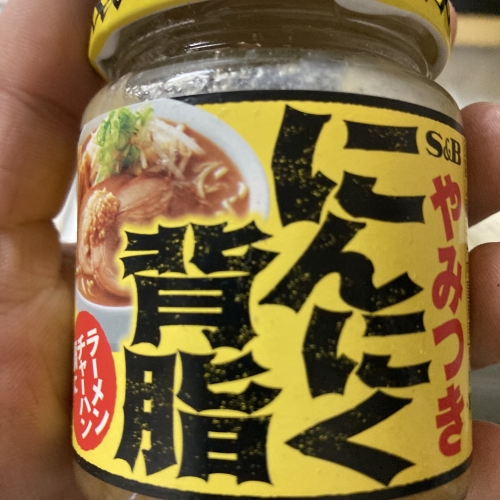 S&B
やみつき
にんにく
背脂
ラーメン
チャーハン